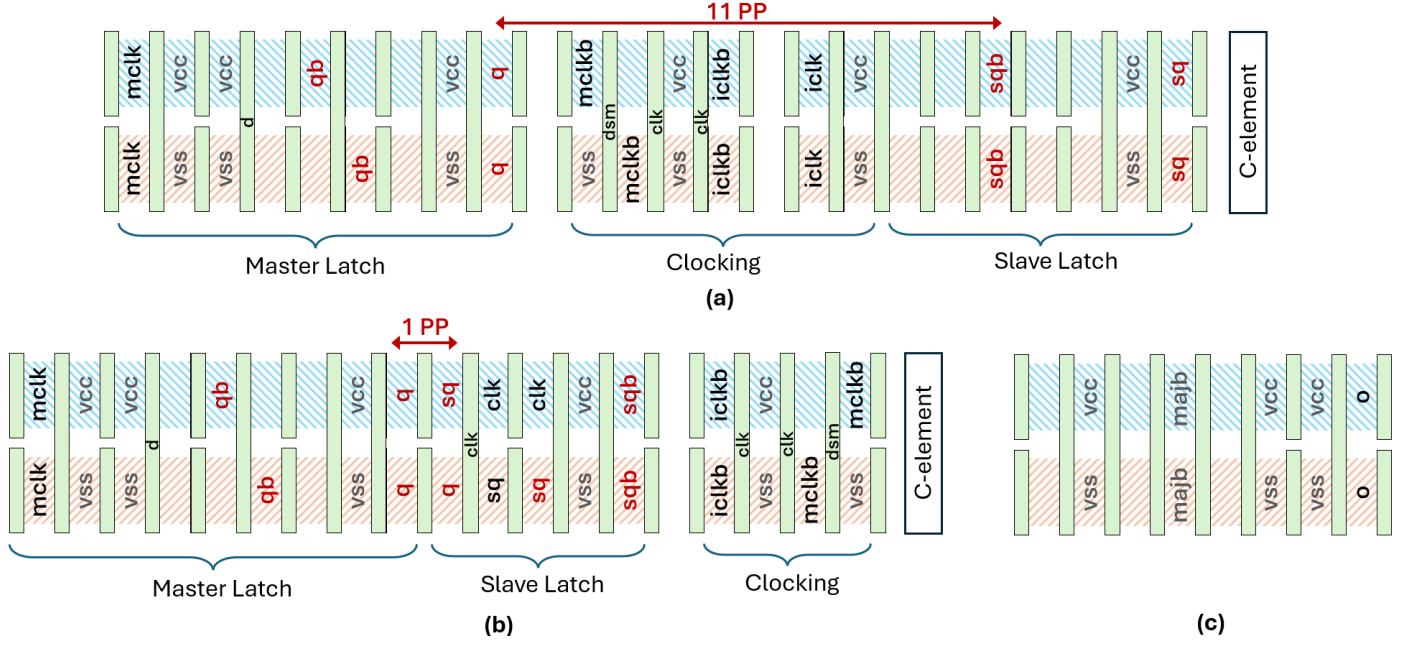 11 PP
mclk vcc vcc qb vcc q mclkb vcc iclkb iclk vcc sqb vcc sq
d dsm clk clk
mclk vss vss qb vss q vss mclkb vss iclkb iclk vss sqb vss sq
C-element
Master Latch Clocking Slave Latch
(a)
1 PP
mclk vcc vcc qb vcc q sq clk clk vcc sqb iclkb vcc mclkb
d clk clk clk dsm
mclk vss vss qb vss q q sq sq vss sqb iclkb vss mclkb vss
C-element
vcc majb vcc vcc o
vss majb vss vss o
Master Latch Slave Latch Clocking
(b)
(c)